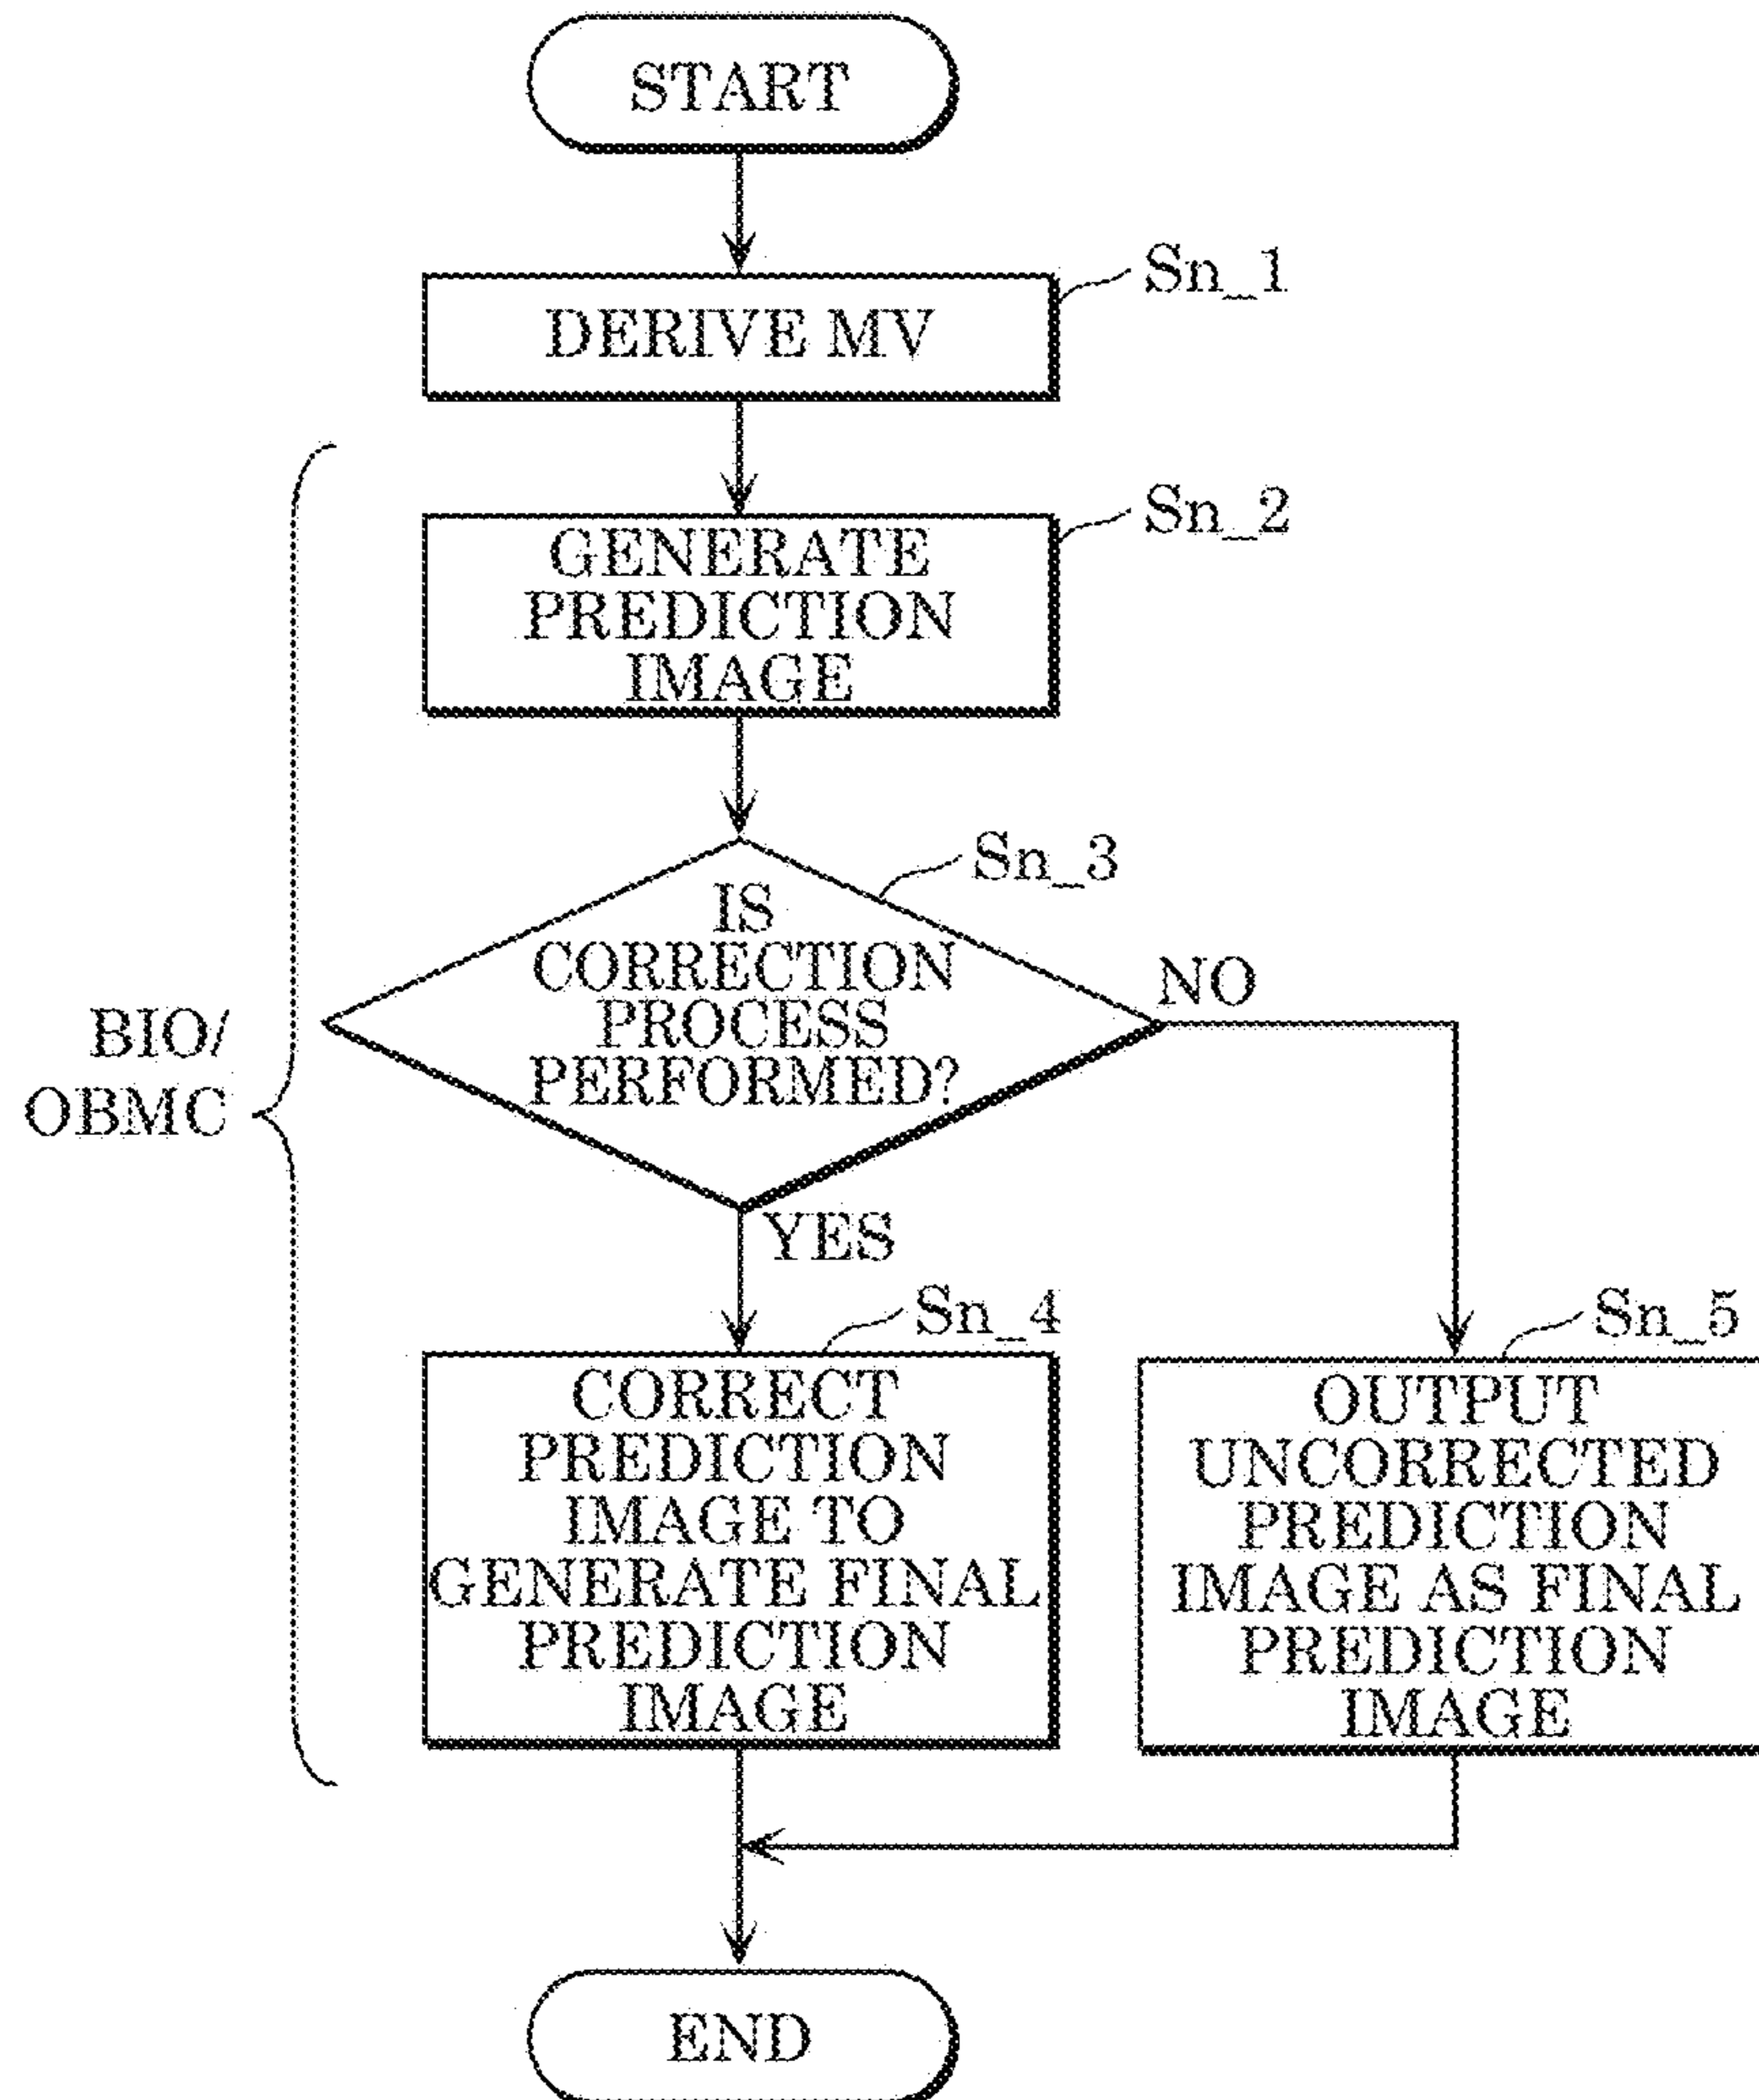 START
Sn_1
DERIVE MV
Sn_2
GENERATE
PREDICTION
IMAGE
Sn_3
IS
CORRECTION
PROCESS
PERFORMED?
NO
BIO/
OBMC
YES
Sn_4
CORRECT
PREDICTION
IMAGE TO
GENERATE FINAL
PREDICTION
IMAGE
Sn_5
OUTPUT
UNCORRECTED
PREDICTION
IMAGE AS FINAL
PREDICTION
IMAGE
END